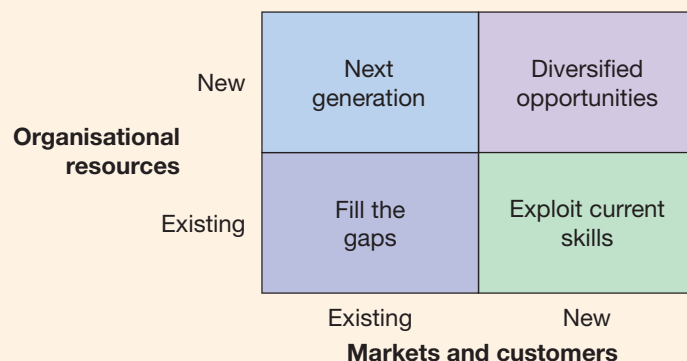 New
Next
generation
Diversified
opportunities
Organisational
resources
Existing
Fill the
gaps
Exploit current
skills
Existing
New
Markets and customers